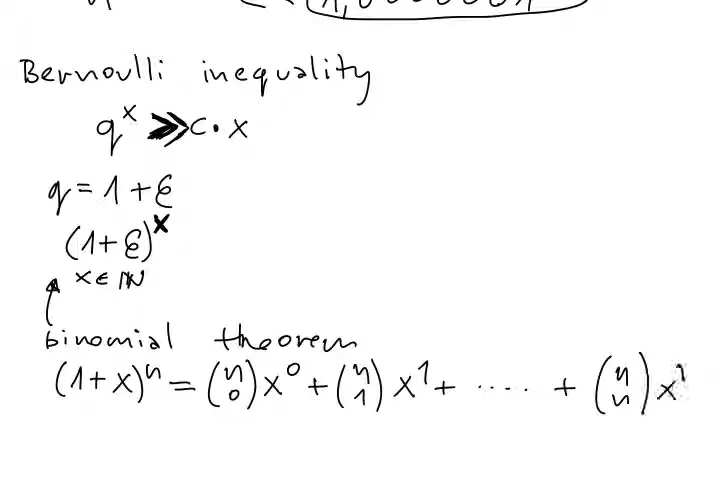 Bernoulli inequality
q^x ≫ c · x
q = 1 + ε
(1 + ε)^x
x ∈ ℕ
binomial theorem
(1+x)^n = (n 0) x^0 + (n 1) x^1 + ..... + (n n) x